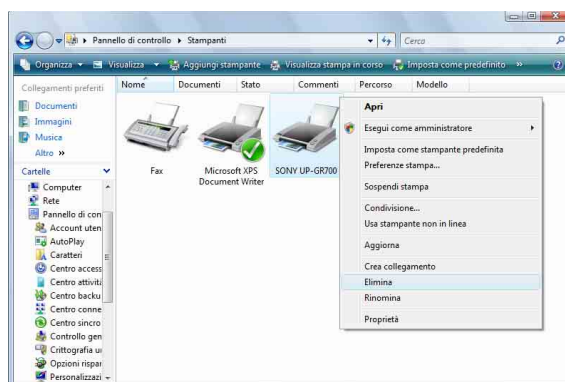 Pannello di controllo ▸ Stampanti
Cerca
Organizza Visualizza Aggiungi stampante Visualizza stampa in corso Imposta come predefinito »
Collegamenti preferiti
Documenti
Immagini
Musica
Altro »
Cartelle
Computer
Rete
Pannello di con
Account uten
AutoPlay
Caratteri
Centro access
Centro attivit
Centro backu
Centro conne
Centro sincro
Controllo gen
Crittografia u
Opzioni rispar
Personalizzazi
Nome Documenti Stato Commenti Percorso Modello
Fax
Microsoft XPS
Document Writer
SONY UP-GR700
Apri
Esegui come amministratore
Imposta come stampante predefinita
Preferenze stampa...
Sospendi stampa
Condivisione...
Usa stampante non in linea
Aggiorna
Crea collegamento
Elimina
Rinomina
Proprietà